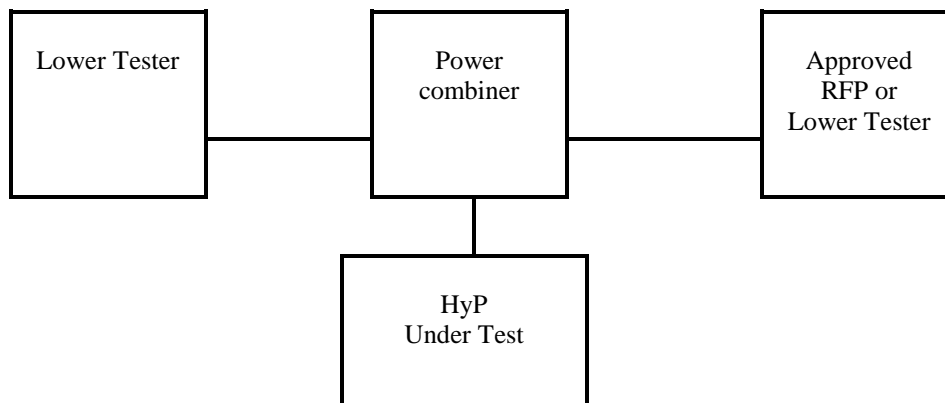 Lower Tester
Power
combiner
Approved
RFP or
Lower Tester
HyP
Under Test